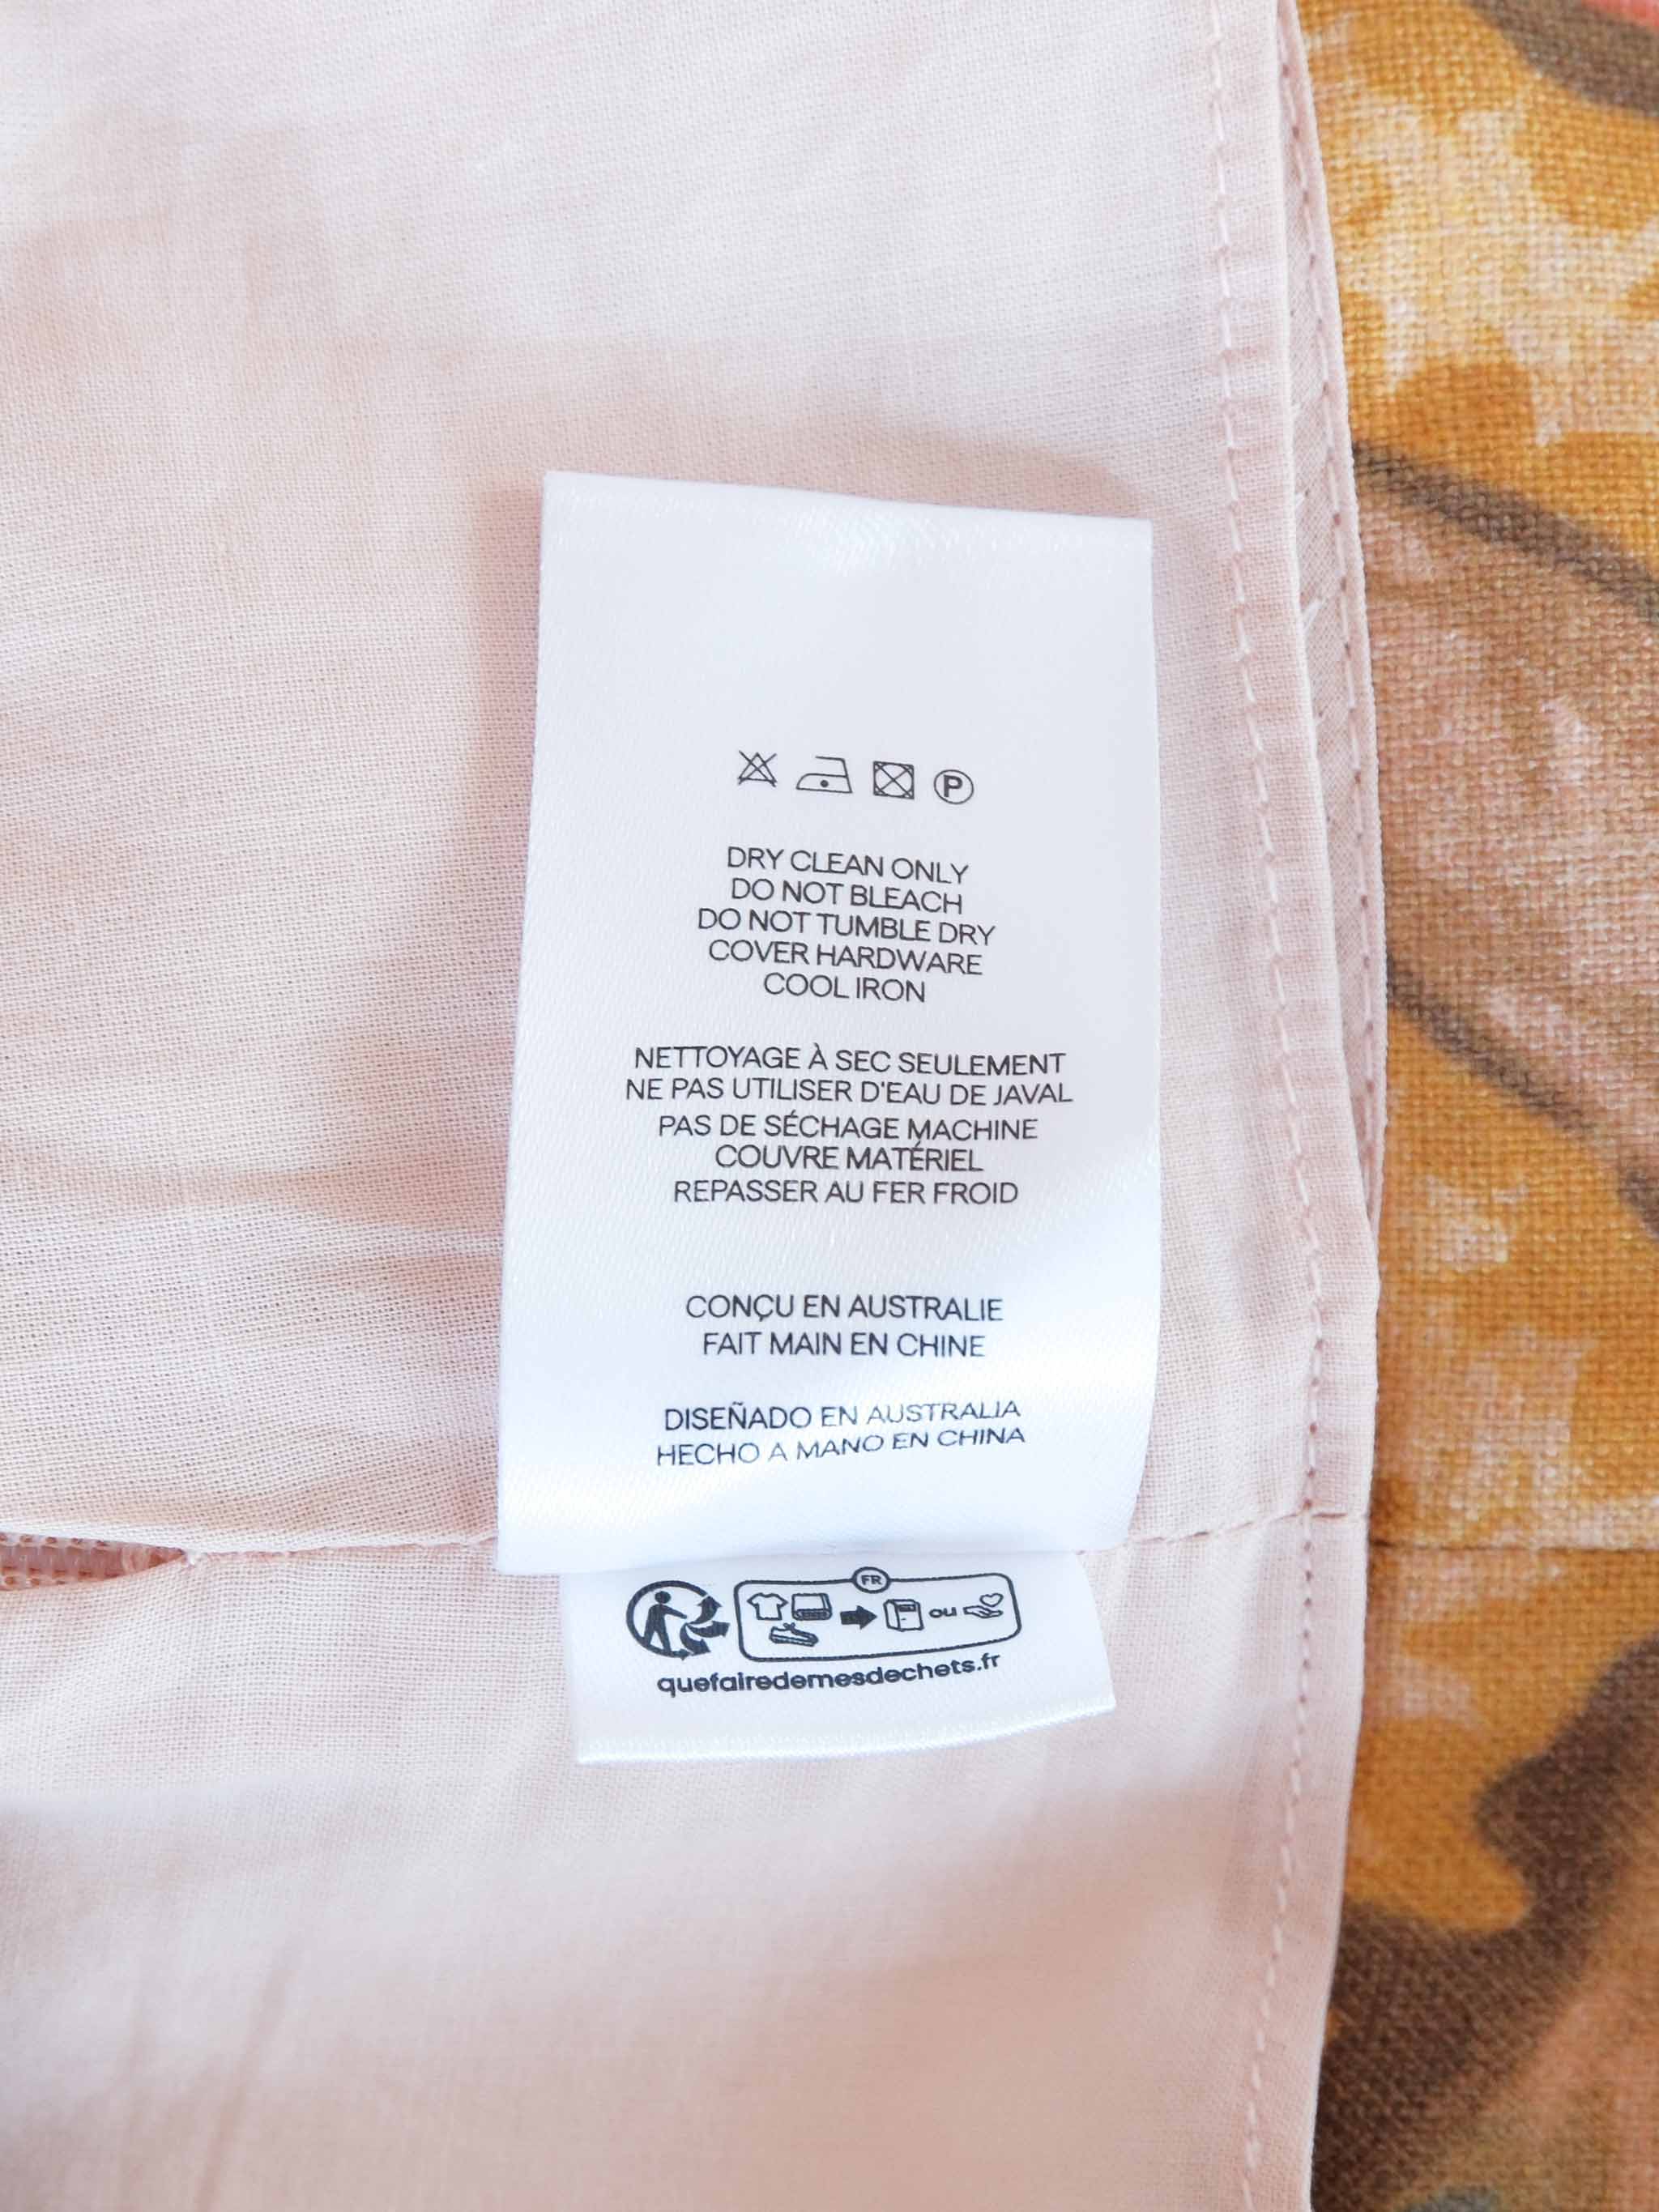 P
DRY CLEAN ONLY
DO NOT BLEACH
DO NOT TUMBLE DRY
COVER HARDWARE
COOL IRON
NETTOYAGE À SEC SEULEMENT
NE PAS UTILISER D'EAU DE JAVAL
PAS DE SÉCHAGE MACHINE
COUVRE MATÉRIEL
REPASSER AU FER FROID
CONÇU EN AUSTRALIE
FAIT MAIN EN CHINE
DISEÑADO EN AUSTRALIA
HECHO A MANO EN CHINA
FR
ou
quefairedemesdechets.fr